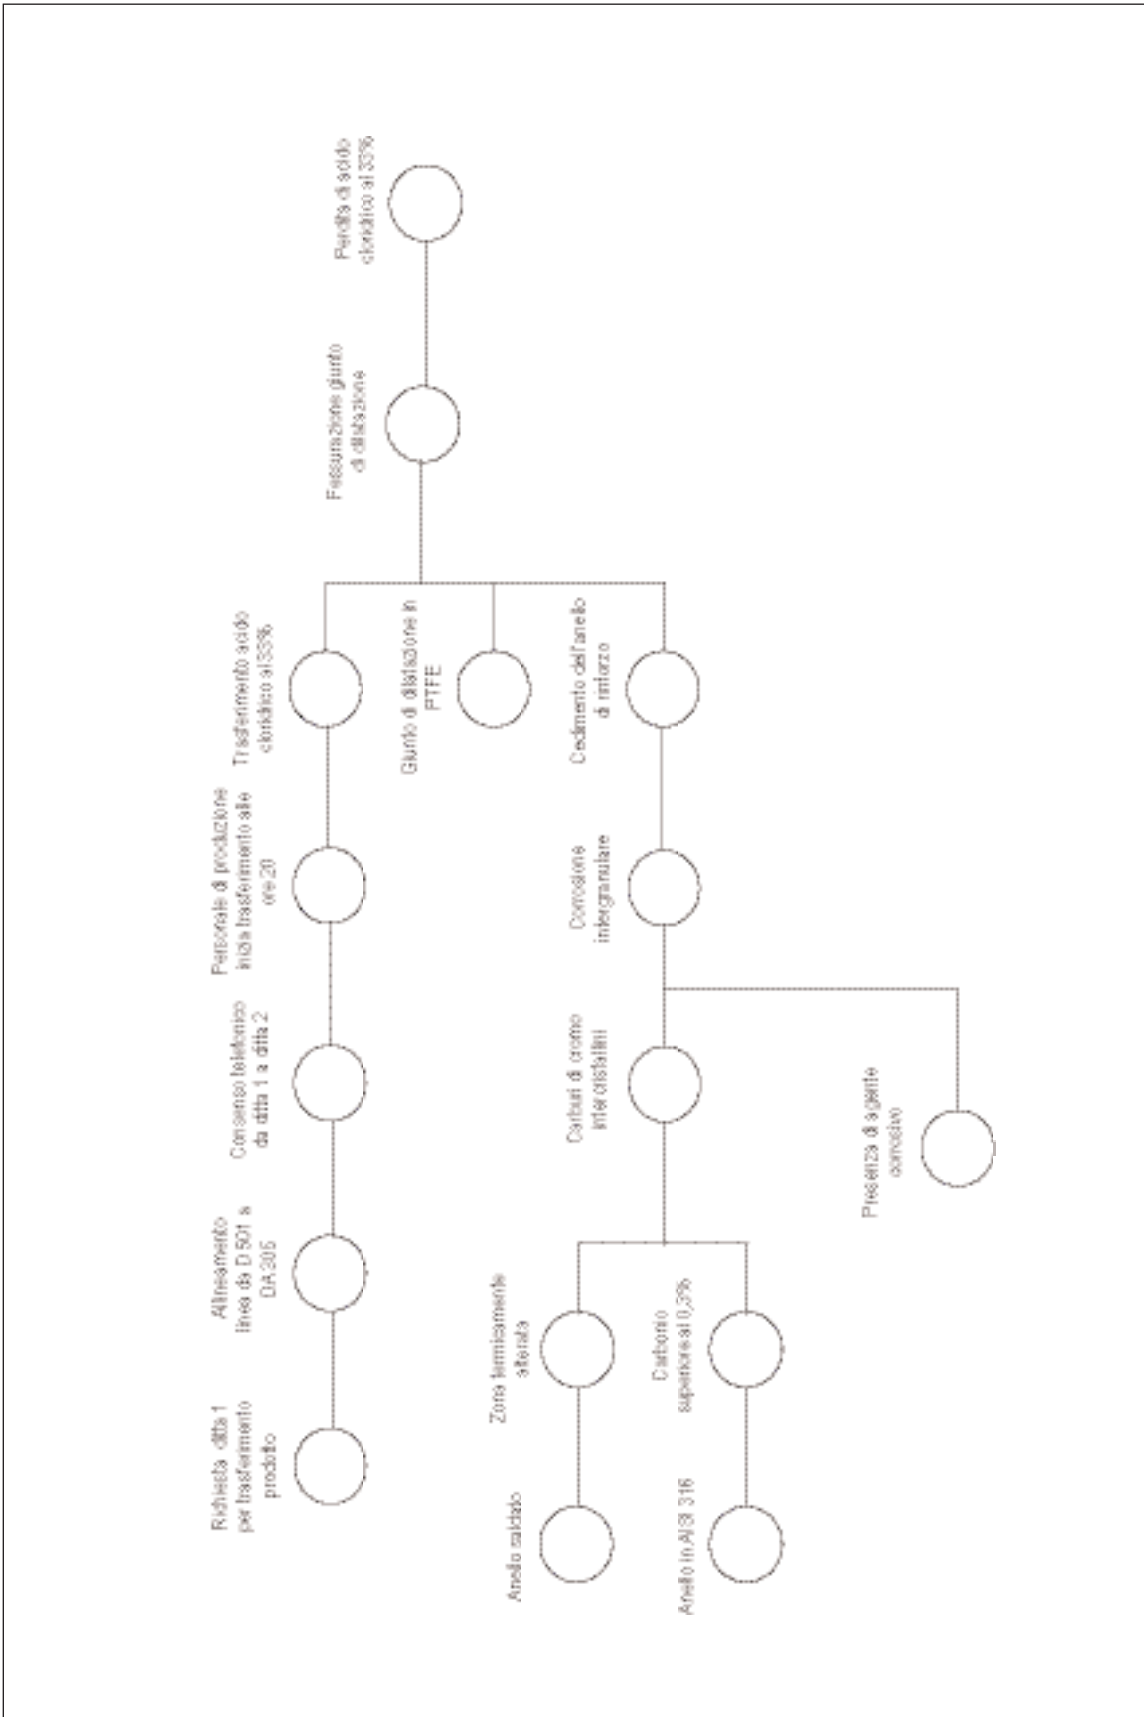 Richiesta ditta 1
per trasferimento
prodotto
Allineamento
linea da D 501 a
DA 305
Consenso telefonico
da ditta 1 a ditta 2
Personale di produzione
inizia trasferimento alle
ore 20
Trasferimento acido
cloridrico al 33%
Giunto di dilatazione in
PTFE
Fessurazione giunto
di dilatazione
Perdita di acido
cloridrico al 33%
Anello saldato
Zona termicamente
alterata
Anello in AISI 316
Carbonio
superiore al 0,3%
Carburi di cromo
intercristallini
Corrosione
intergranulare
Cedimento dell'anello
di rinforzo
Presenza di agente
corrosivo